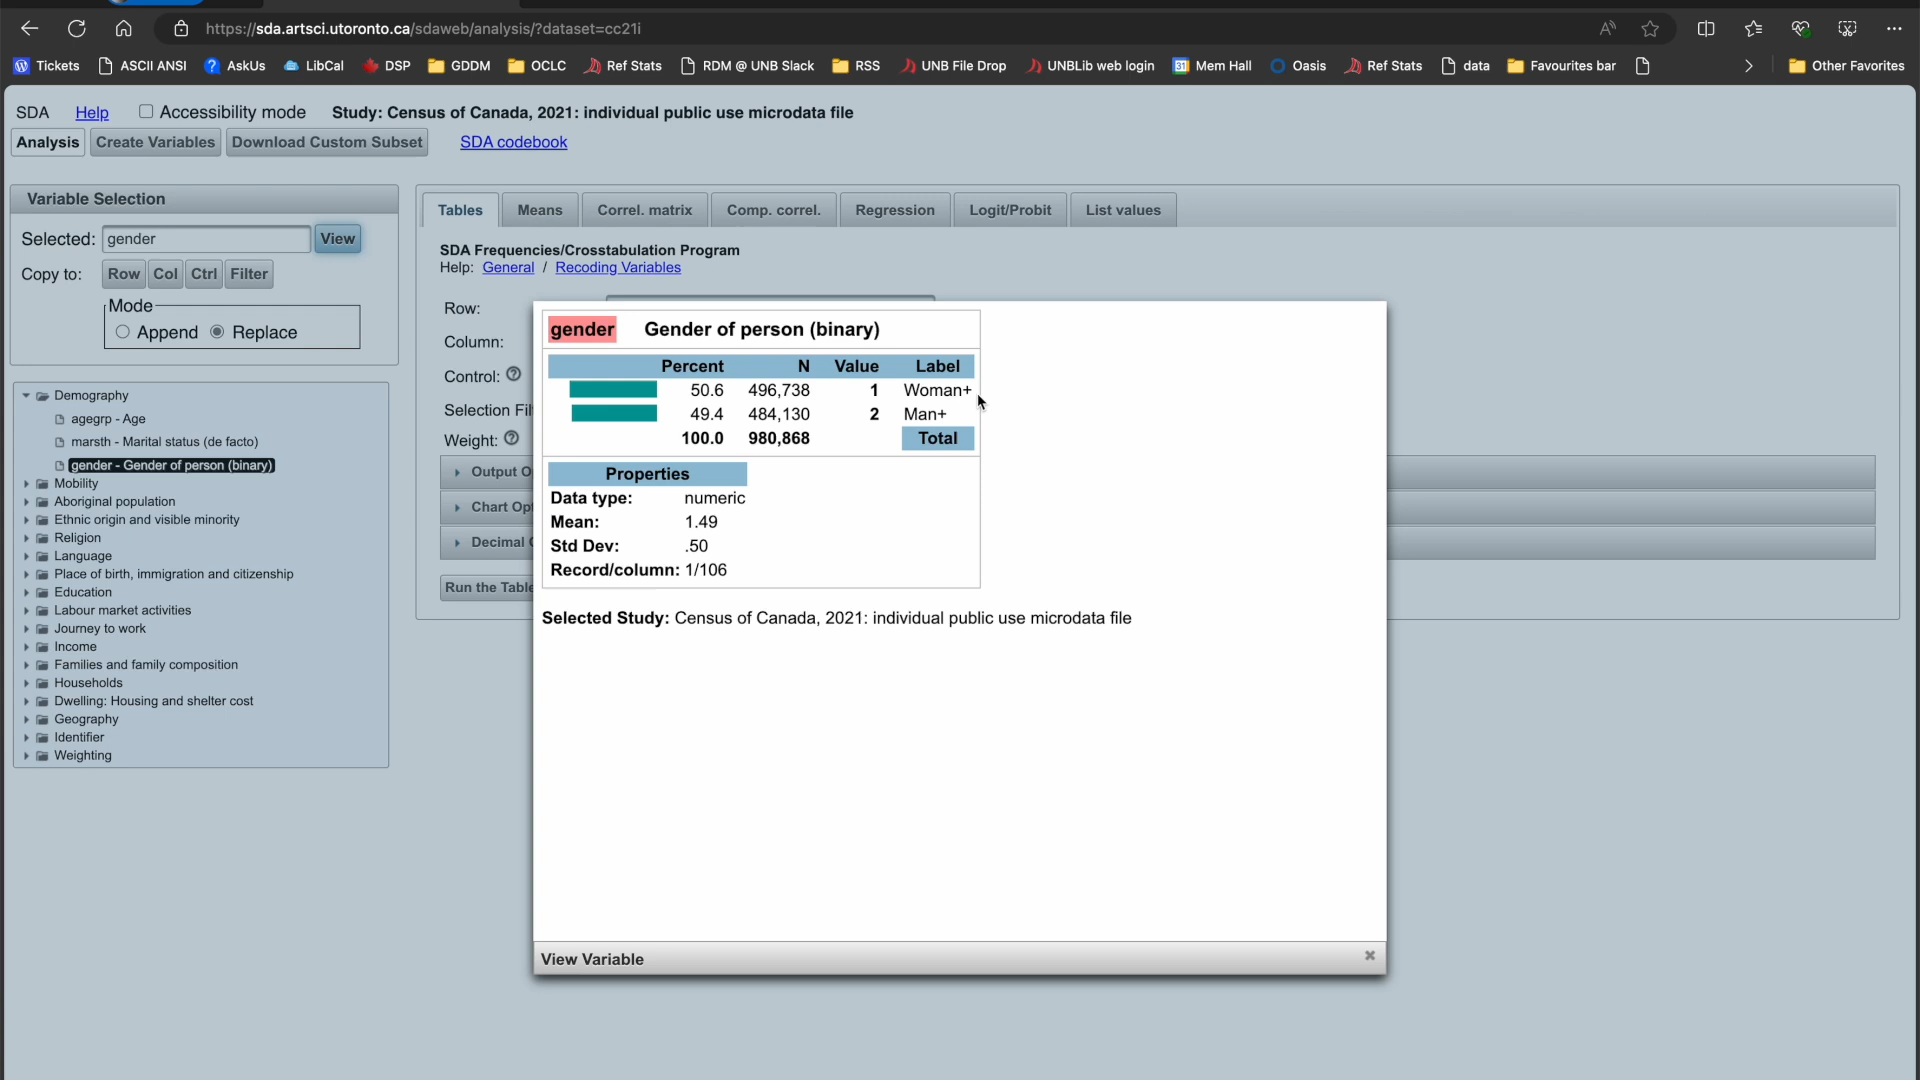 https://sda.artsci.utoronto.ca/sdaweb/analysis/?dataset=cc21i
Tickets ASCII ANSI AskUs LibCal DSP GDDM OCLC Ref Stats RDM @ UNB Slack RSS UNB File Drop UNBLib web login Mem Hall Oasis Ref Stats data Favourites bar Other Favorites
SDA Help Accessibility mode Study: Census of Canada, 2021: individual public use microdata file
Analysis Create Variables Download Custom Subset SDA codebook
Variable Selection
Selected: gender View
Copy to: Row Col Ctrl Filter
Mode
Append Replace
Demography
agegrp - Age
marsth - Marital status (de facto)
gender - Gender of person (binary)
Mobility
Aboriginal population
Ethnic origin and visible minority
Religion
Language
Place of birth, immigration and citizenship
Education
Labour market activities
Journey to work
Income
Families and family composition
Households
Dwelling: Housing and shelter cost
Geography
Identifier
Weighting
Tables Means Correl. matrix Comp. correl. Regression Logit/Probit List values
SDA Frequencies/Crosstabulation Program
Help: General / Recoding Variables
Row:
Column:
Control: ?
Selection Fil
Weight: ?
Output O
Chart Opt
Decimal O
Run the Table
gender Gender of person (binary)
Percent N Value Label
50.6 496,738 1 Woman+
49.4 484,130 2 Man+
100.0 980,868 Total
Properties
Data type: numeric
Mean: 1.49
Std Dev: .50
Record/column: 1/106
Selected Study: Census of Canada, 2021: individual public use microdata file
View Variable